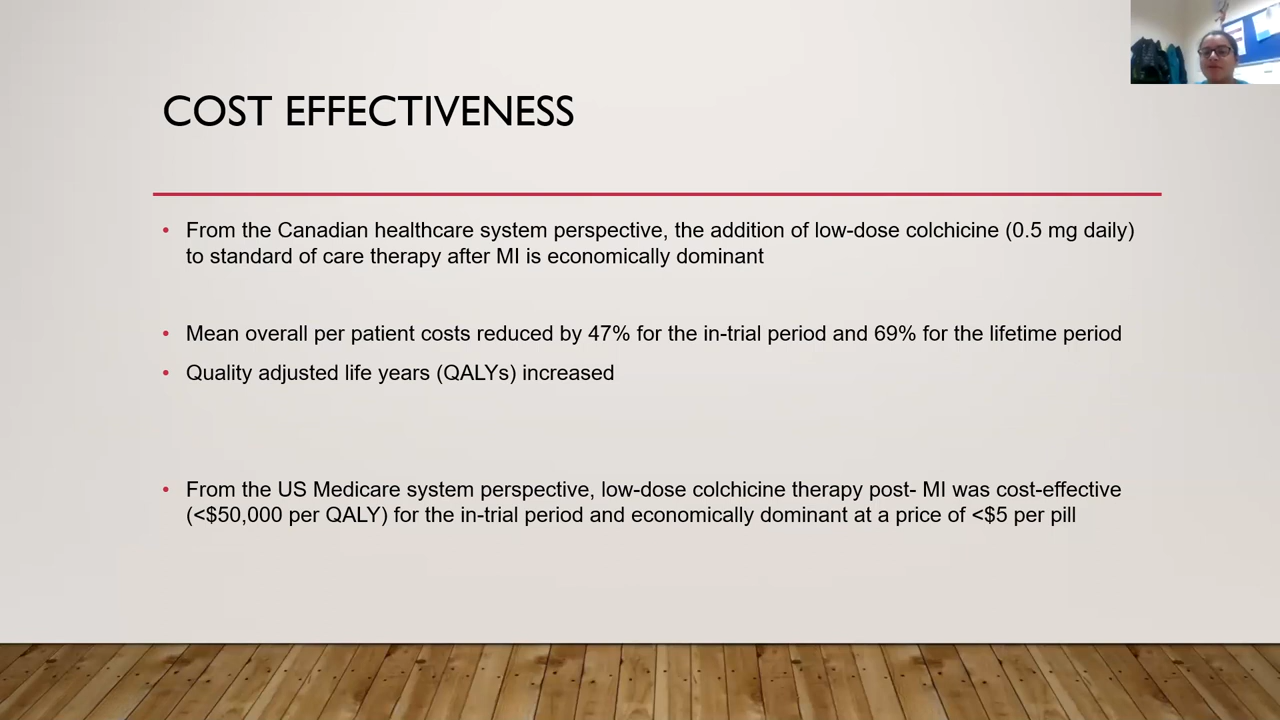 COST EFFECTIVENESS
• From the Canadian healthcare system perspective, the addition of low-dose colchicine (0.5 mg daily)
to standard of care therapy after MI is economically dominant
• Mean overall per patient costs reduced by 47% for the in-trial period and 69% for the lifetime period
• Quality adjusted life years (QALYs) increased
• From the US Medicare system perspective, low-dose colchicine therapy post- MI was cost-effective
(<$50,000 per QALY) for the in-trial period and economically dominant at a price of <$5 per pill